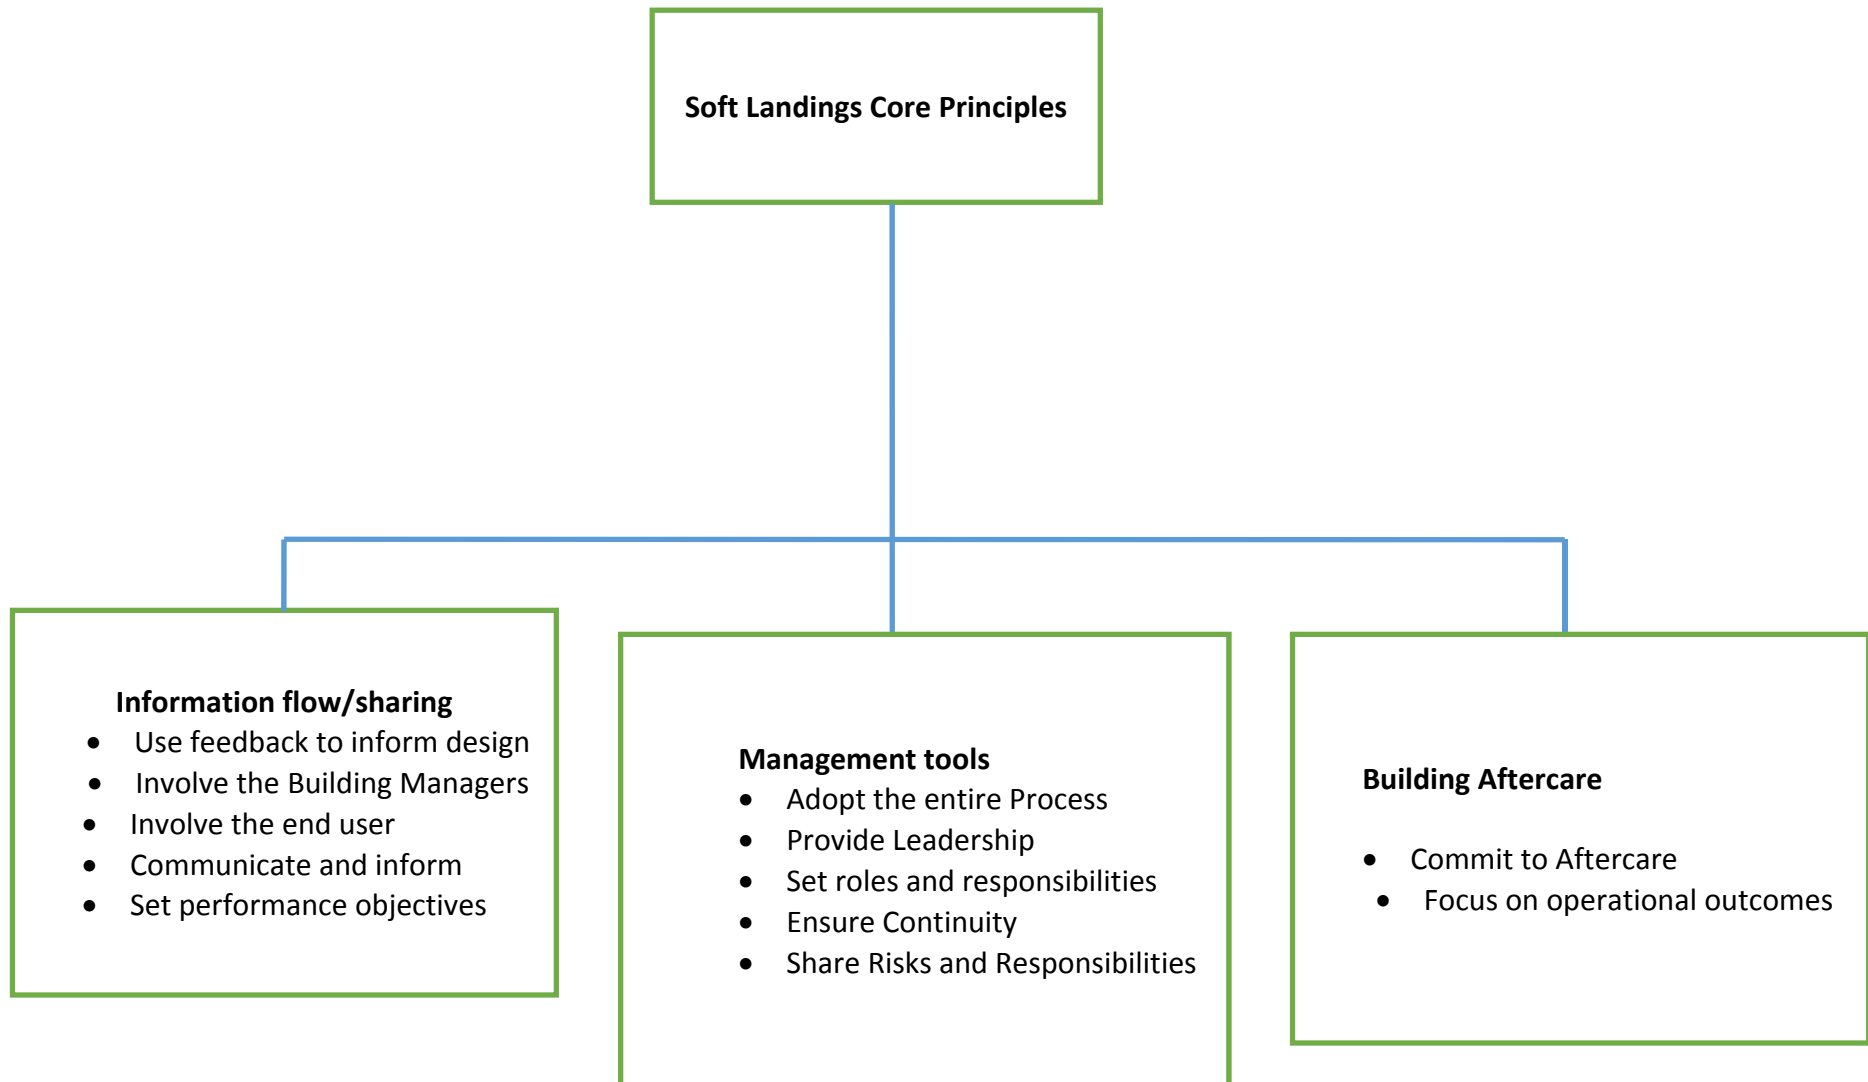 Soft Landings Core Principles
Information flow/sharing
• Use feedback to inform design
• Involve the Building Managers
• Involve the end user
• Communicate and inform
• Set performance objectives
Management tools
• Adopt the entire Process
• Provide Leadership
• Set roles and responsibilities
• Ensure Continuity
• Share Risks and Responsibilities
Building Aftercare
• Commit to Aftercare
• Focus on operational outcomes